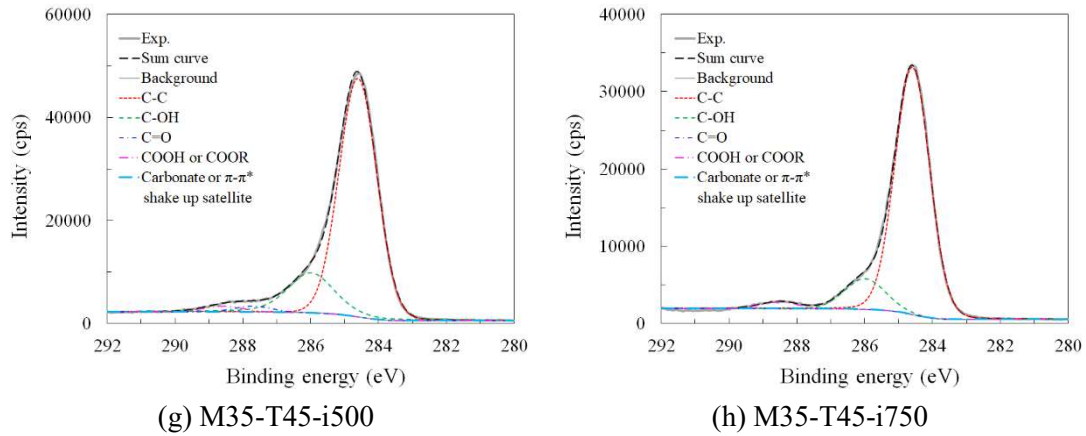 60000
40000
20000
0
Intensity (cps)
Exp.
Sum curve
Background
C-C
C-OH
C=O
COOH or COOR
Carbonate or π-π*
shake up satellite
292 290 288 286 284 282 280
Binding energy (eV)
(g) M35-T45-i500
40000
30000
20000
10000
0
Intensity (cps)
Exp.
Sum curve
Background
C-C
C-OH
C=O
COOH or COOR
Carbonate or π-π*
shake up satellite
292 290 288 286 284 282 280
Binding energy (eV)
(h) M35-T45-i750